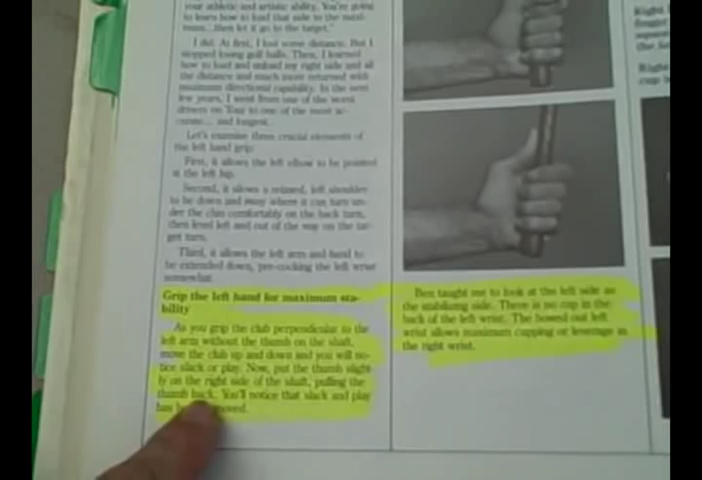 your athletic and artistic ability. You're going
to learn how to load that side to the maxi-
mum...then let it go to the target."
I did. At first, I lost some distance. But I
stopped losing golf balls. Then, I learned
how to load and unload my right side and all
the distance and much more returned with
maximum directional capability. In the next
few years, I went from one of the worst
drivers on Tour to one of the most ac-
curate... and longest.
Let's examine three crucial elements of
the left hand grip:
First, it allows the left elbow to be pointed
at the left hip.
Second, it allows a relaxed, left shoulder
to be down and away where it can turn un-
der the chin comfortably on the back turn,
then level left and out of the way on the tar-
get turn.
Third, it allows the left arm and hand to
be extended down, pre-cocking the left wrist
somewhat.
Grip the left hand for maximum sta-
bility
As you grip the club perpendicular to the
left arm without the thumb on the shaft,
move the club up and down and you will no-
tice slack or play. Now, put the thumb slight-
ly on the right side of the shaft, pulling the
thumb back. You'll notice that slack and play
has moved.
Ben taught me to look at the left side as
the stabilizing side. There is no cup in the
back of the left wrist. The bowed out left
wrist allows maximum cupping or leverage in
the right wrist.
Right
finger
Right
cup